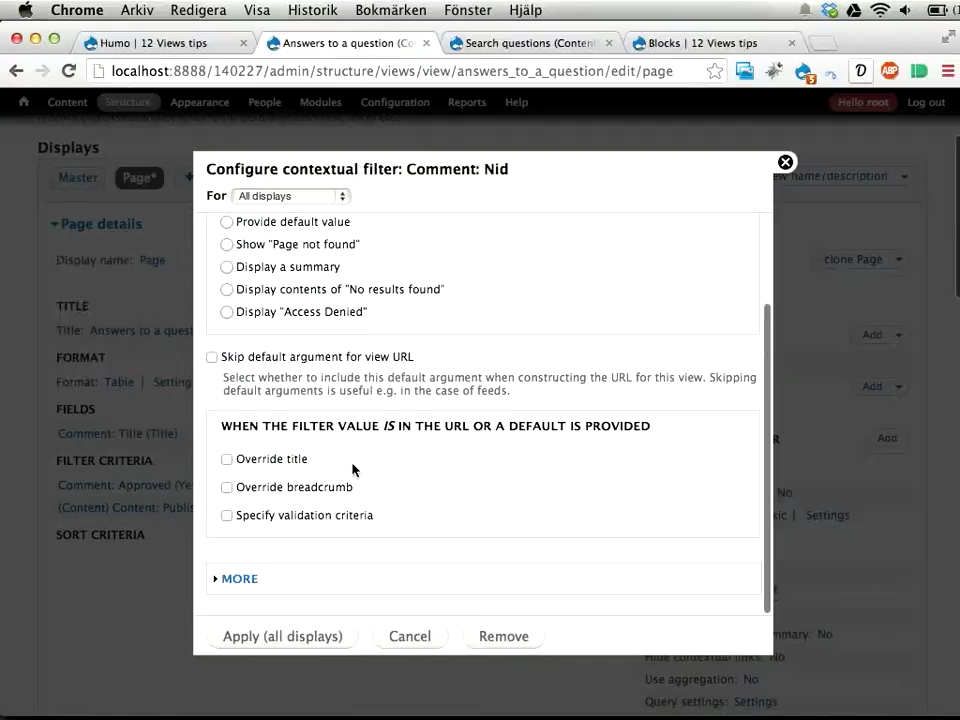 Chrome Arkiv Redigera Visa Historik Bokmärken Fönster Hjälp
Humo | 12 Views tips
Answers to a question (Co
Search questions (Content
Blocks | 12 Views tips
localhost:8888/140227/admin/structure/views/view/answers_to_a_question/edit/page
Content Structure Appearance People Modules Configuration Reports Help Hello root Log out
Displays
Master Page* name/description
Configure contextual filter: Comment: Nid
For All displays
Page details
Display name: Page
clone Page
Provide default value
Show "Page not found"
Display a summary
Display contents of "No results found"
Display "Access Denied"
TITLE
Title: Answers to a quest
Add
FORMAT
Format: Table | Setting
Add
Skip default argument for view URL
Select whether to include this default argument when constructing the URL for this view. Skipping
default arguments is useful e.g. in the case of feeds.
FIELDS
Comment: Title (Title)
Add
WHEN THE FILTER VALUE IS IN THE URL OR A DEFAULT IS PROVIDED
FILTER CRITERIA
Comment: Approved (Ye
(Content) Content: Publis
No
Settings
SORT CRITERIA
Override title
Override breadcrumb
Specify validation criteria
MORE
Apply (all displays) Cancel Remove
mmary: No
Hide contextual links: No
Use aggregation: No
Query settings: Settings